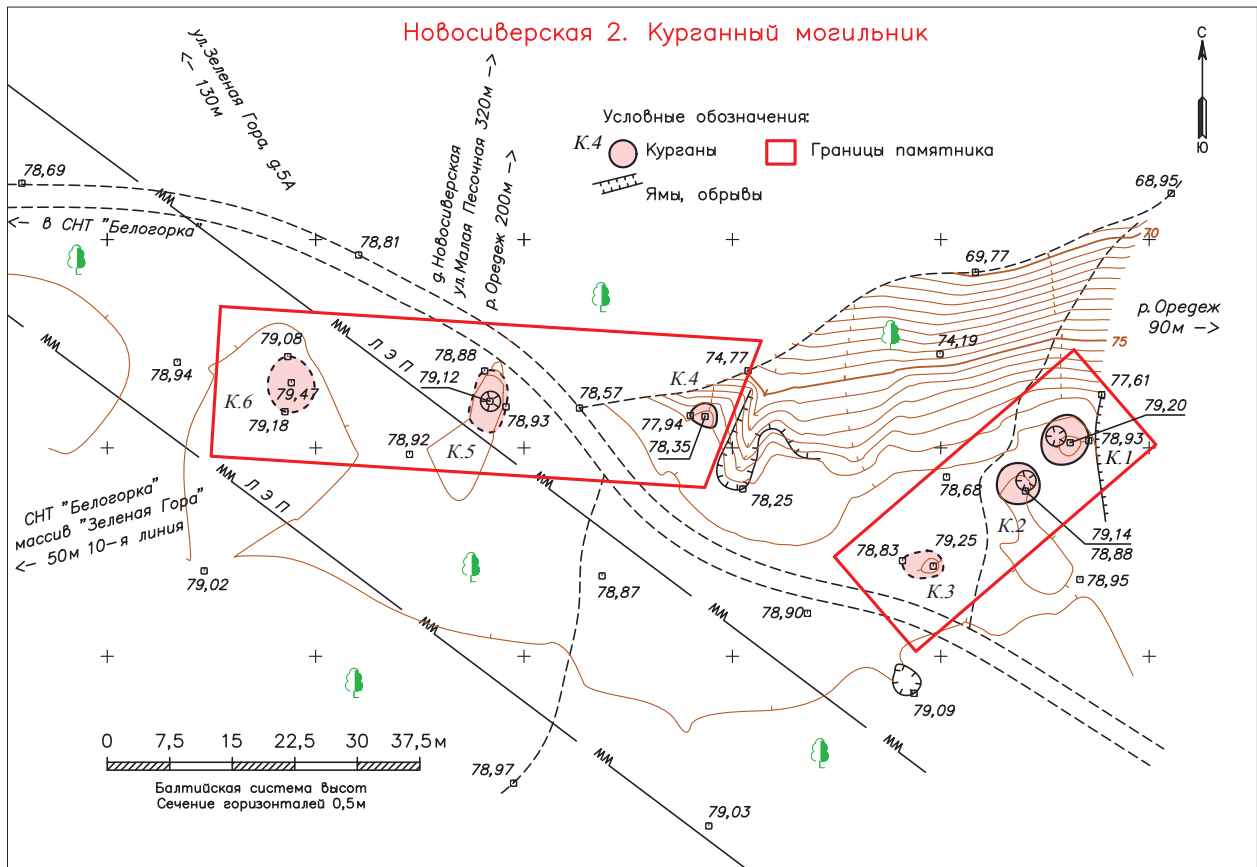 Новосиверская 2. Курганный могильник
С
Ю
Условные обозначения:
К.4
Курганы
Границы памятника
Ямы, обрывы
ул.Зеленая Гора, д.5А
<— 130м
д. Новосиверская
ул. Малая Песочная 320м —>
р. Оредеж 200м —>
78,69
<— в СНТ "Белогорка"
78,81
68,95
70
69,77
р. Оредеж
90м —>
75
74,19
74,77
77,61
79,08
ЛЭП
78,88
79,12
78,94
79,47
К.6
79,18
78,93
78,57
К.4
77,94
78,35
79,20
78,93
К.1
78,92
К.5
78,25
78,68
ЛЭП
К.2
79,14
78,88
СНТ "Белогорка"
массив "Зеленая Гора"
<— 50м 10-я линия
78,83
79,25
К.3
79,02
78,87
78,95
78,90
79,09
0 7,5 15 22,5 30 37,5м
Балтийская система высот
Сечение горизонталей 0,5м
78,97
79,03